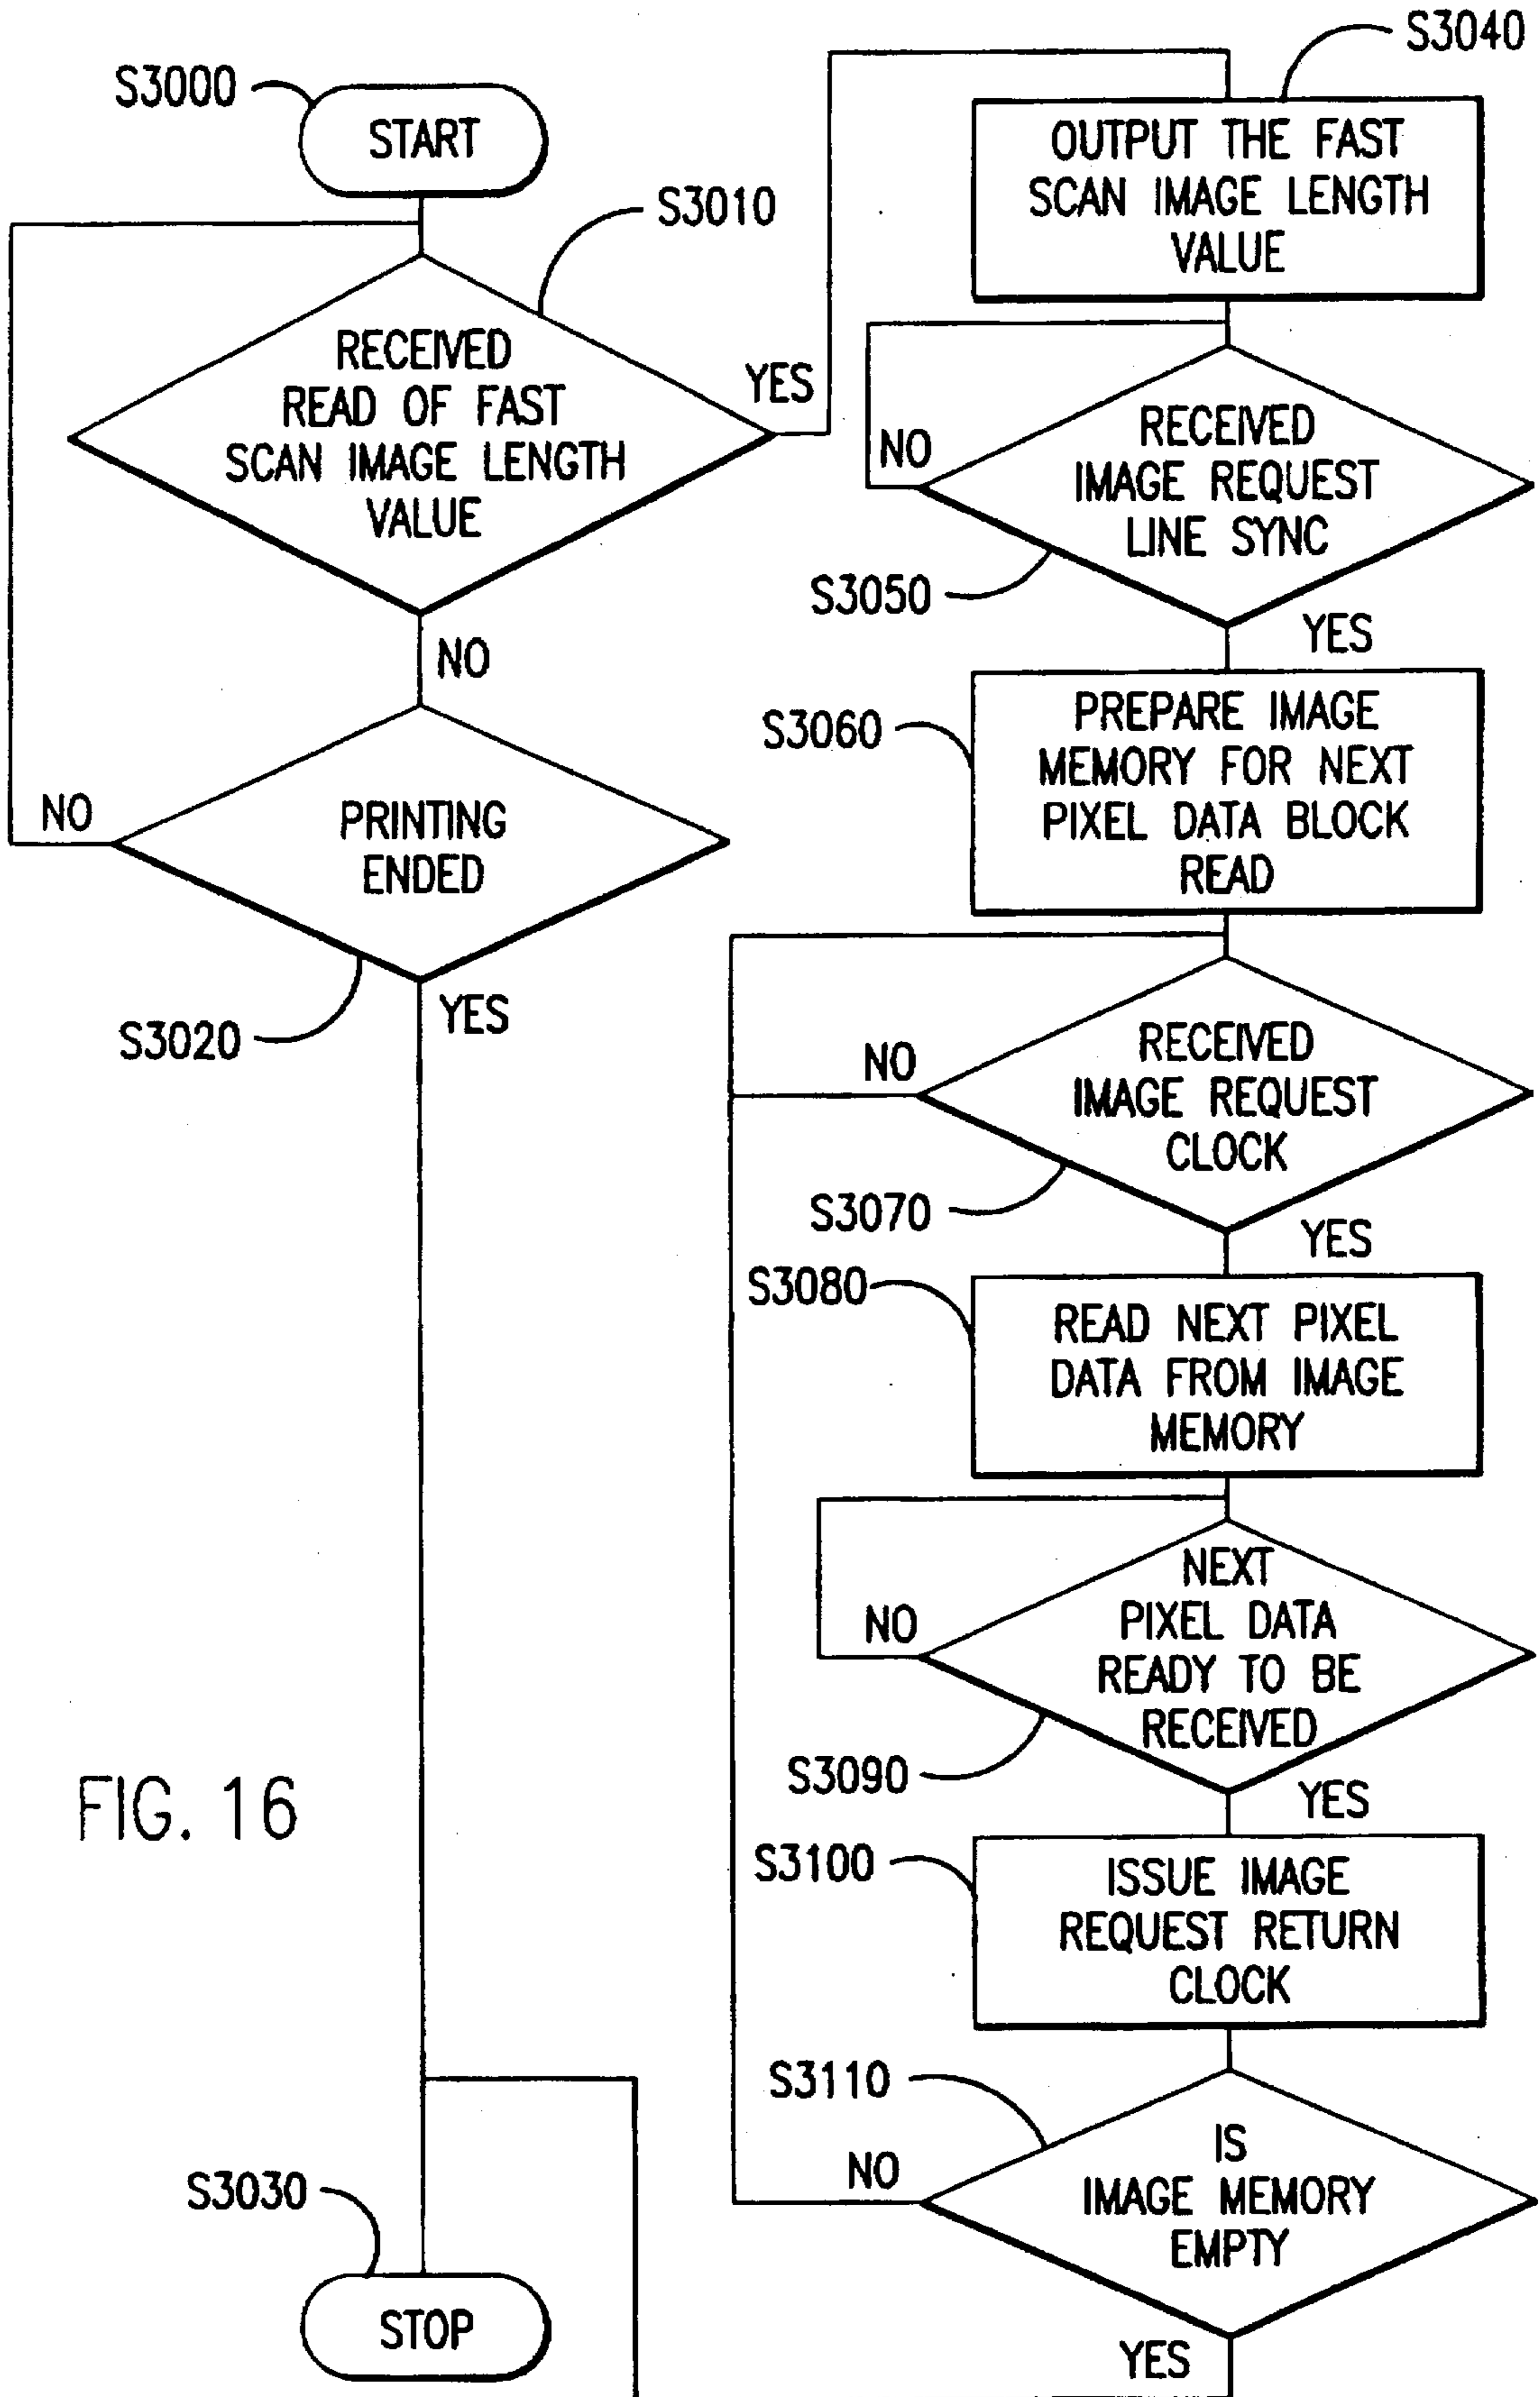 S3000
START
S3010
RECEIVED
READ OF FAST
SCAN IMAGE LENGTH
VALUE
YES
NO
PRINTING
ENDED
NO
S3020
YES
S3040
OUTPUT THE FAST
SCAN IMAGE LENGTH
VALUE
RECEIVED
IMAGE REQUEST
LINE SYNC
NO
S3050
YES
S3060
PREPARE IMAGE
MEMORY FOR NEXT
PIXEL DATA BLOCK
READ
RECEIVED
IMAGE REQUEST
CLOCK
NO
S3070
YES
S3080
READ NEXT PIXEL
DATA FROM IMAGE
MEMORY
NEXT
PIXEL DATA
READY TO BE
RECEIVED
NO
S3090
YES
S3100
ISSUE IMAGE
REQUEST RETURN
CLOCK
S3110
IS
IMAGE MEMORY
EMPTY
NO
YES
S3030
STOP
FIG. 16